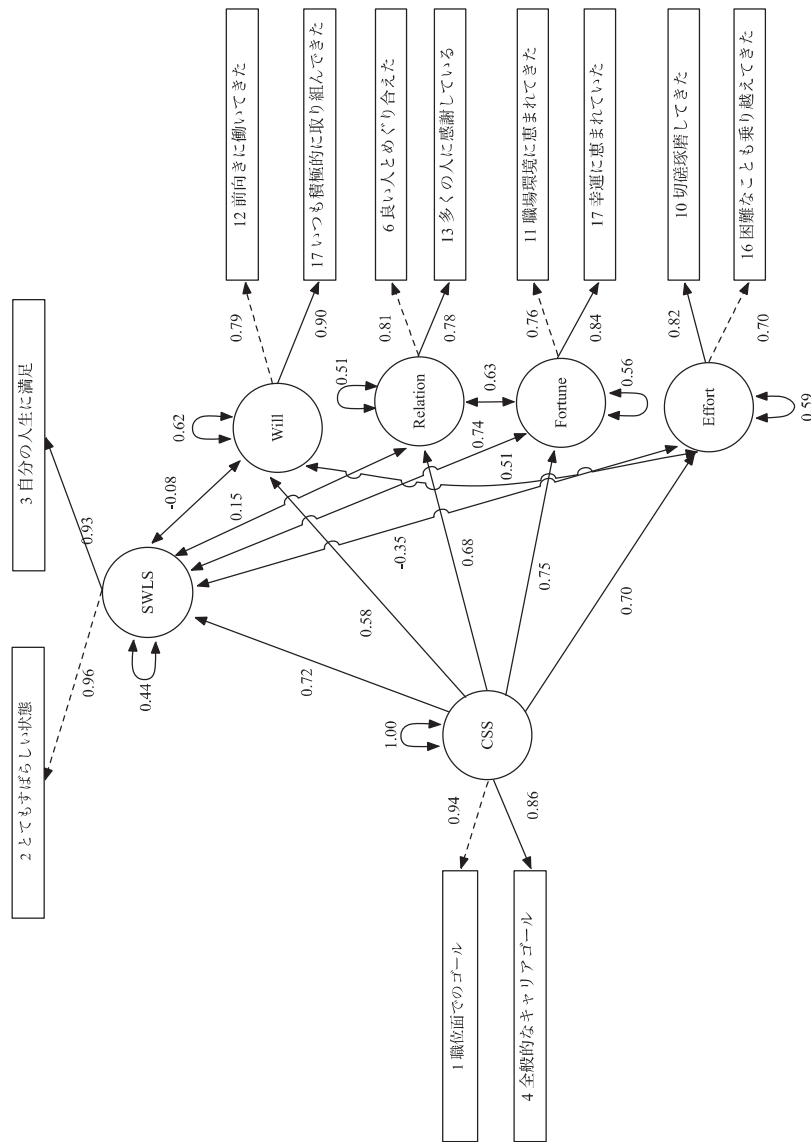 2 とてもすばらしい状態
3 自分の人生に満足
0.96
0.93
SWLS
0.44
-0.08
0.15
0.72
0.58
-0.35
0.51
0.74
0.68
0.75
0.70
CSS
1.00
0.94
0.86
1 職位面でのゴール
4 全般的なキャリアゴール
Will
0.62
0.79
0.90
12 前向きに働いてきた
17 いつも積極的に取り組んできた
Relation
0.51
0.81
0.78
6 良い人とめぐり合えた
13 多くの人に感謝している
0.63
Fortune
0.56
0.76
0.84
11 職場環境に恵まれてきた
17 幸運に恵まれていた
Effort
0.59
0.82
0.70
10 切磋琢磨してきた
16 困難なことも乗り越えてきた